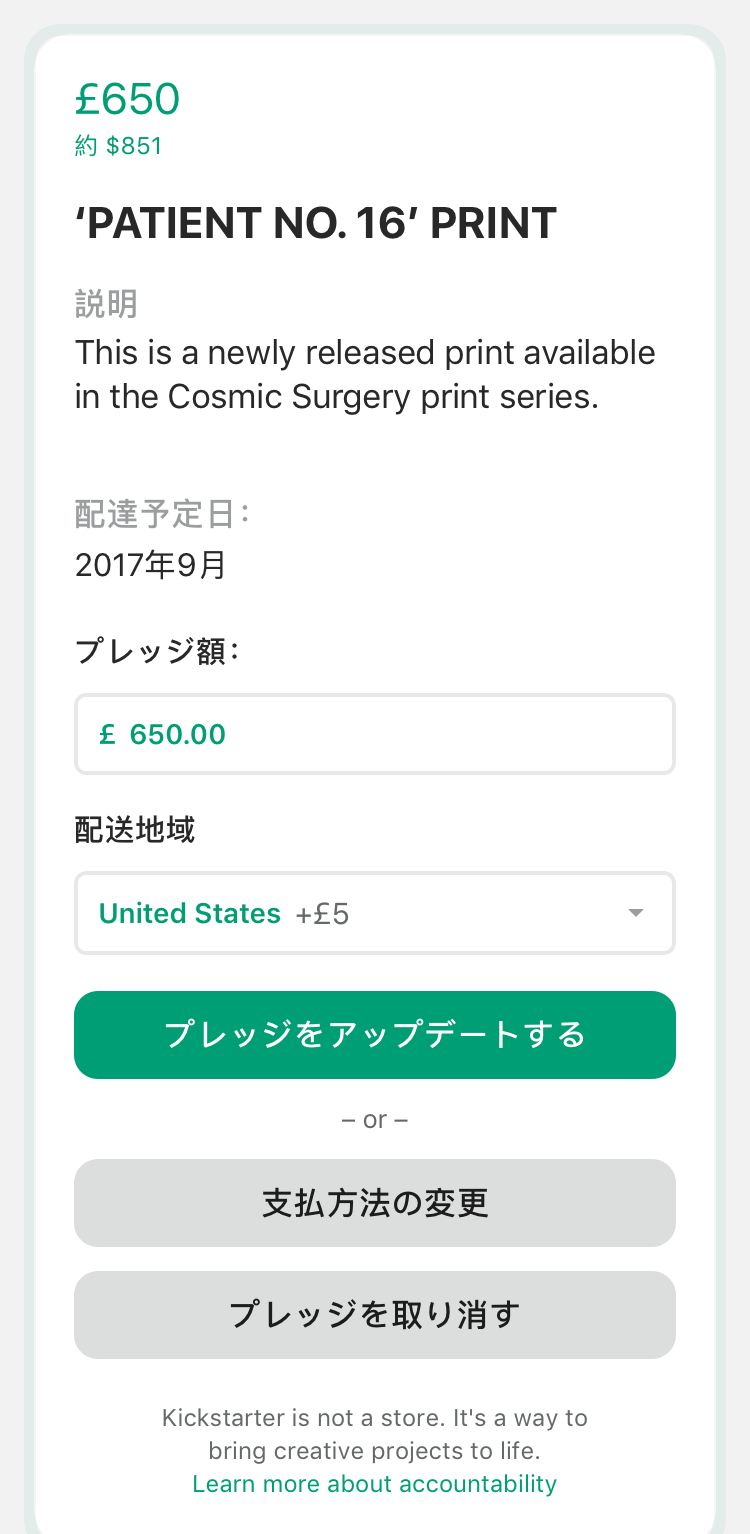 £650
約 $851
‘PATIENT NO. 16’ PRINT
説明
This is a newly released print available
in the Cosmic Surgery print series.
配達予定日：
2017年9月
プレッジ額：
£ 650.00
配送地域
United States +£5
プレッジをアップデートする
– or –
支払方法の変更
プレッジを取り消す
Kickstarter is not a store. It's a way to
bring creative projects to life.
Learn more about accountability